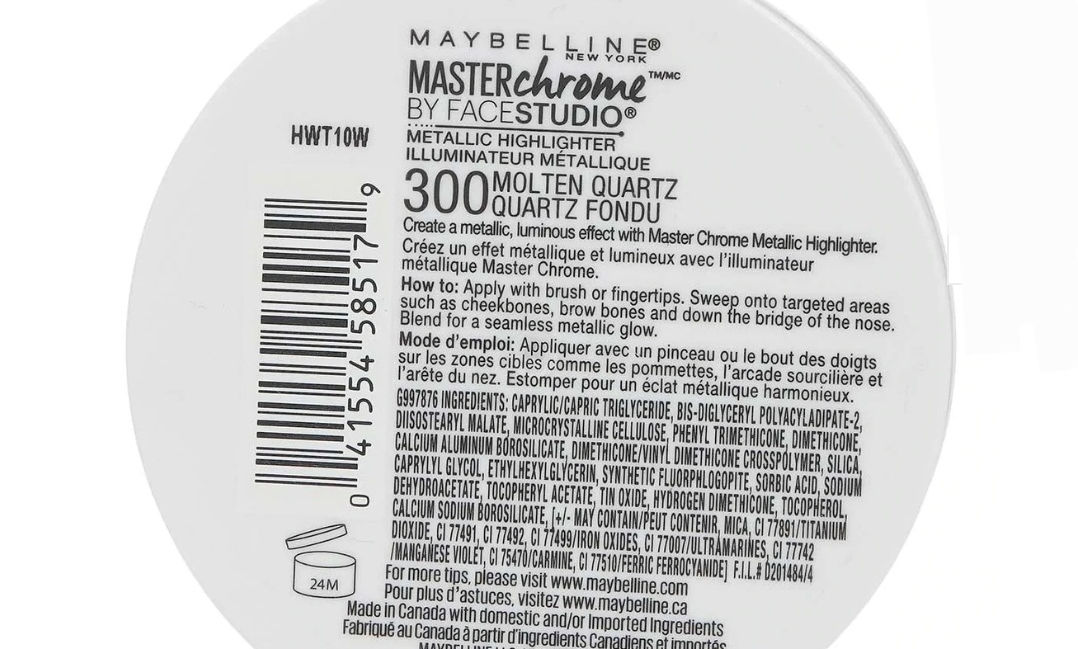 MAYBELLINE®
NEW YORK
MASTERchrome™/MC
BY FACESTUDIO®
HWT10W
METALLIC HIGHLIGHTER
ILLUMINATEUR MÉTALLIQUE
300 MOLTEN QUARTZ
QUARTZ FONDU
Create a metallic, luminous effect with Master Chrome Metallic Highlighter.
Créez un effet métallique et lumineux avec l'illuminateur
métallique Master Chrome.
How to: Apply with brush or fingertips. Sweep onto targeted areas
such as cheekbones, brow bones and down the bridge of the nose.
Blend for a seamless metallic glow.
Mode d'emploi: Appliquer avec un pinceau ou le bout des doigts
sur les zones cibles comme les pommettes, l'arcade sourcilière et
l'arête du nez. Estomper pour un éclat métallique harmonieux.
G997876 INGREDIENTS: CAPRYLIC/CAPRIC TRIGLYCERIDE, BIS-DIGLYCERYL POLYACYLADIPATE-2,
DIISOSTEARYL MALATE, MICROCRYSTALLINE CELLULOSE, PHENYL TRIMETHICONE, DIMETHICONE,
CALCIUM ALUMINUM BOROSILICATE, DIMETHICONE/VINYL DIMETHICONE CROSSPOLYMER, SILICA,
CAPRYLYL GLYCOL, ETHYLHEXYLGLYCERIN, SYNTHETIC FLUORPHLOGOPITE, SORBIC ACID, SODIUM
DEHYDROACETATE, TOCOPHERYL ACETATE, TIN OXIDE, HYDROGEN DIMETHICONE, TOCOPHEROL,
CALCIUM SODIUM BOROSILICATE, [+/- MAY CONTAIN/PEUT CONTENIR, MICA, CI 77891/TITANIUM
DIOXIDE, CI 77491, CI 77492, CI 77499/IRON OXIDES, CI 77007/ULTRAMARINES, CI 77742
/MANGANESE VIOLET, CI 75470/CARMINE, CI 77510/FERRIC FERROCYANIDE] F.I.L.# D201484/4
0 41554 58517 9
24M
For more tips, please visit www.maybelline.com
Pour plus d'astuces, visitez www.maybelline.ca
Made in Canada with domestic and/or Imported Ingredients
Fabriqué au Canada à partir d'ingredients Canadiens et importés